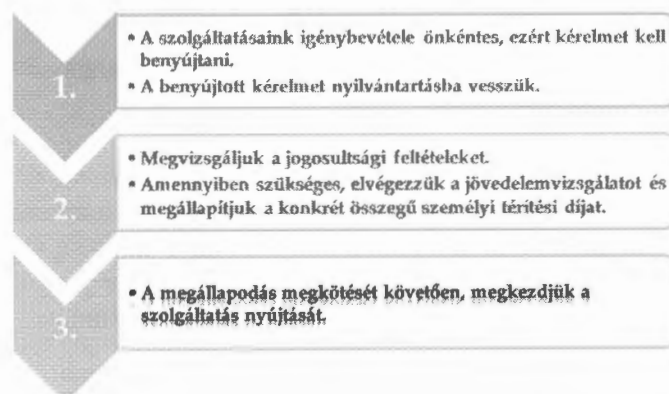 1.
• A szolgáltatásaink igénybevétele önkéntes, ezért kérelmet kell
benyújtani.
• A benyújtott kérelmet nyilvántartásba vesszük.
2.
• Megvizsgáljuk a jogosultsági feltételeket.
• Amennyiben szükséges, elvégezzük a jövedelemvizsgálatot és
megállapítjuk a konkrét összegű személyi térítési díjat.
3.
• A megállapodás megkötését követően, megkezdjük a
szolgáltatás nyújtását.